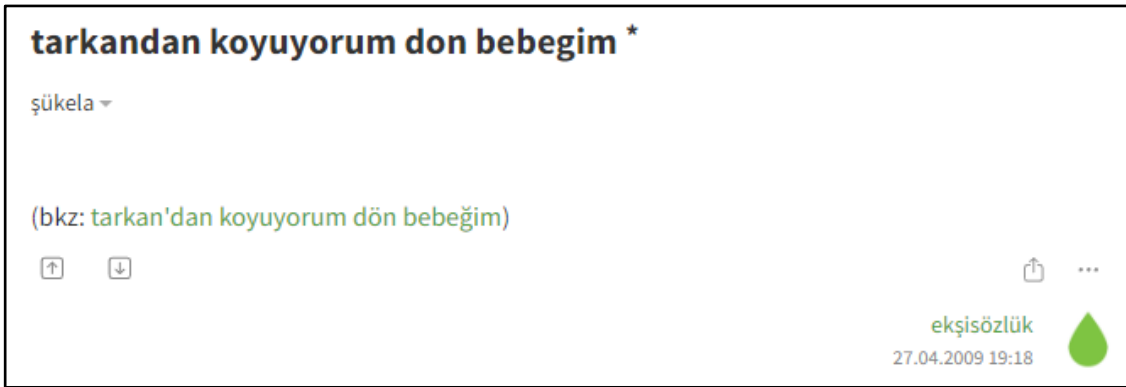 tarkandan koyuyorum don bebegim *
şükela
(bkz: tarkan'dan koyuyorum dön bebeğim)
ekşisözlük
27.04.2009 19:18